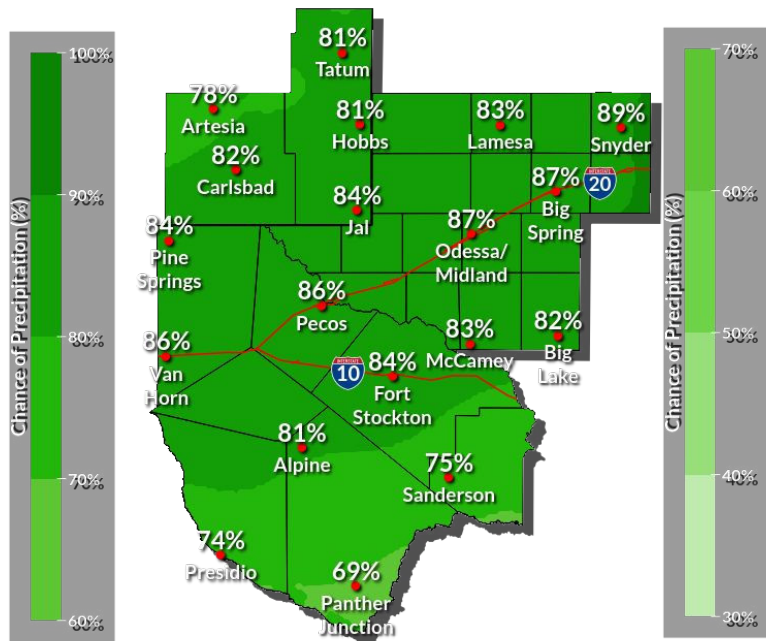 100%
90%
80%
70%
60%
Chance of Precipitation (%)
81%
Tatum
78%
Artesia
81%
Hobbs
83%
Lamesa
89%
Snyder
82%
Carlsbad
84%
Jal
87%
Big
Spring
INTERSTATE
20
84%
Pine
Springs
87%
Odessa/
Midland
86%
Pecos
86%
Van
Horn
83%
McCamey
82%
Big
Lake
INTERSTATE
10
84%
Fort
Stockton
81%
Alpine
75%
Sanderson
74%
Presidio
69%
Panther
Junction
70%
60%
50%
40%
30%
Chance of Precipitation (%)